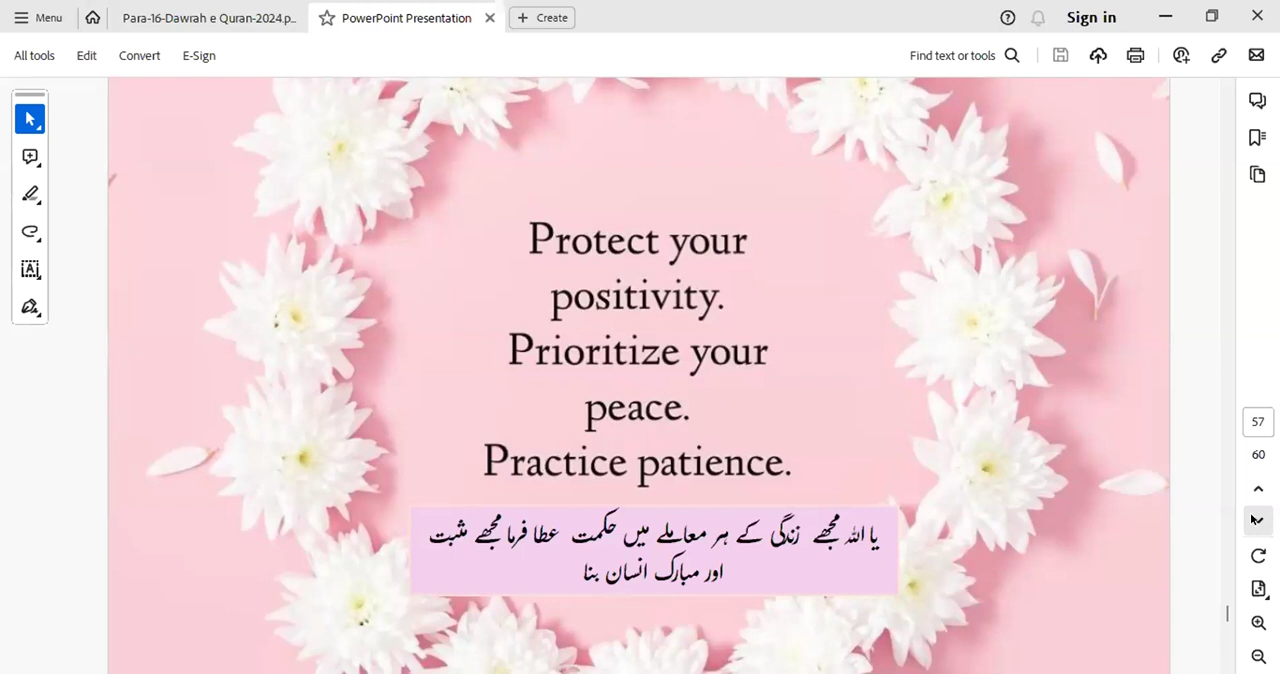 Menu
Para-16-Dawrah e Quran-2024.p...
PowerPoint Presentation
Create
Sign in
All tools
Edit
Convert
E-Sign
Find text or tools
Protect your
positivity.
Prioritize your
peace.
Practice patience.
یا اللہ مجھے زندگی کے ہر معاملے میں حکمت عطا فرما مجھے مثبت
اور مبارک انسان بنا
57
60